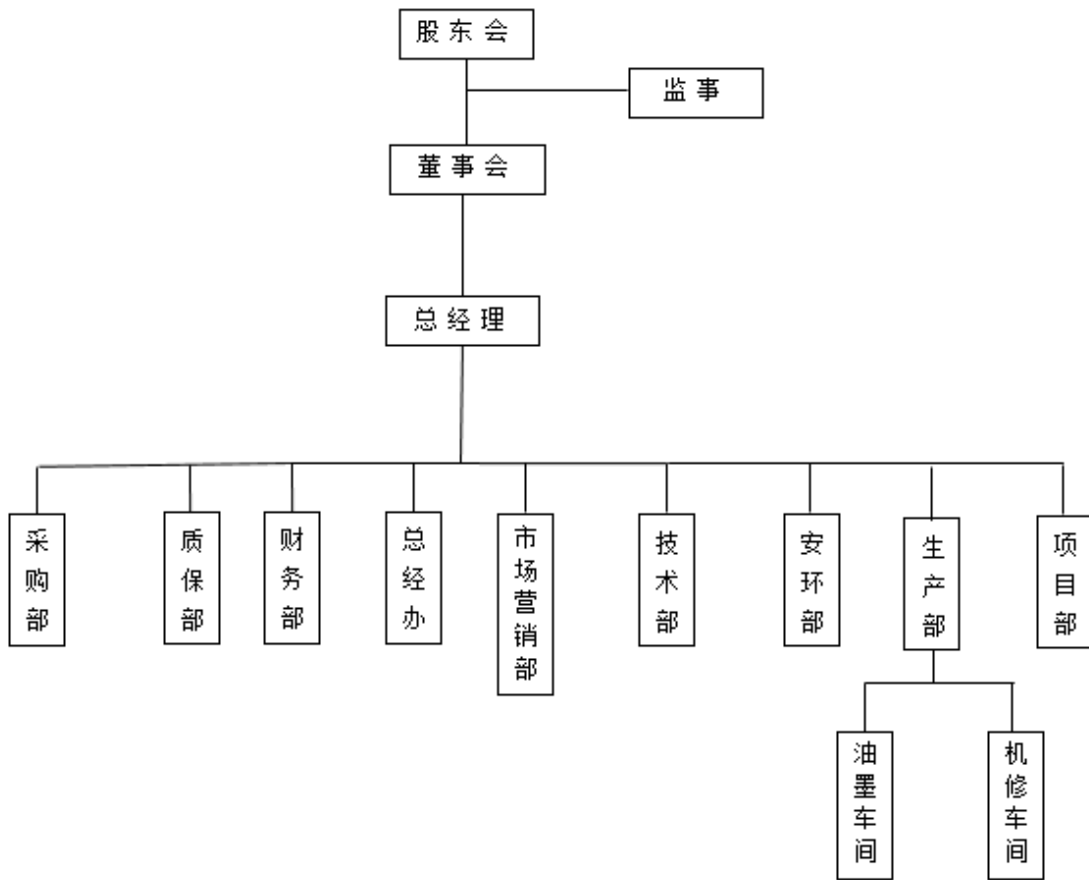 股东会
监事
董事会
总经理
采购部
质保部
财务部
总经办
市场营销部
技术部
安环部
生产部
项目部
油墨车间
机修车间